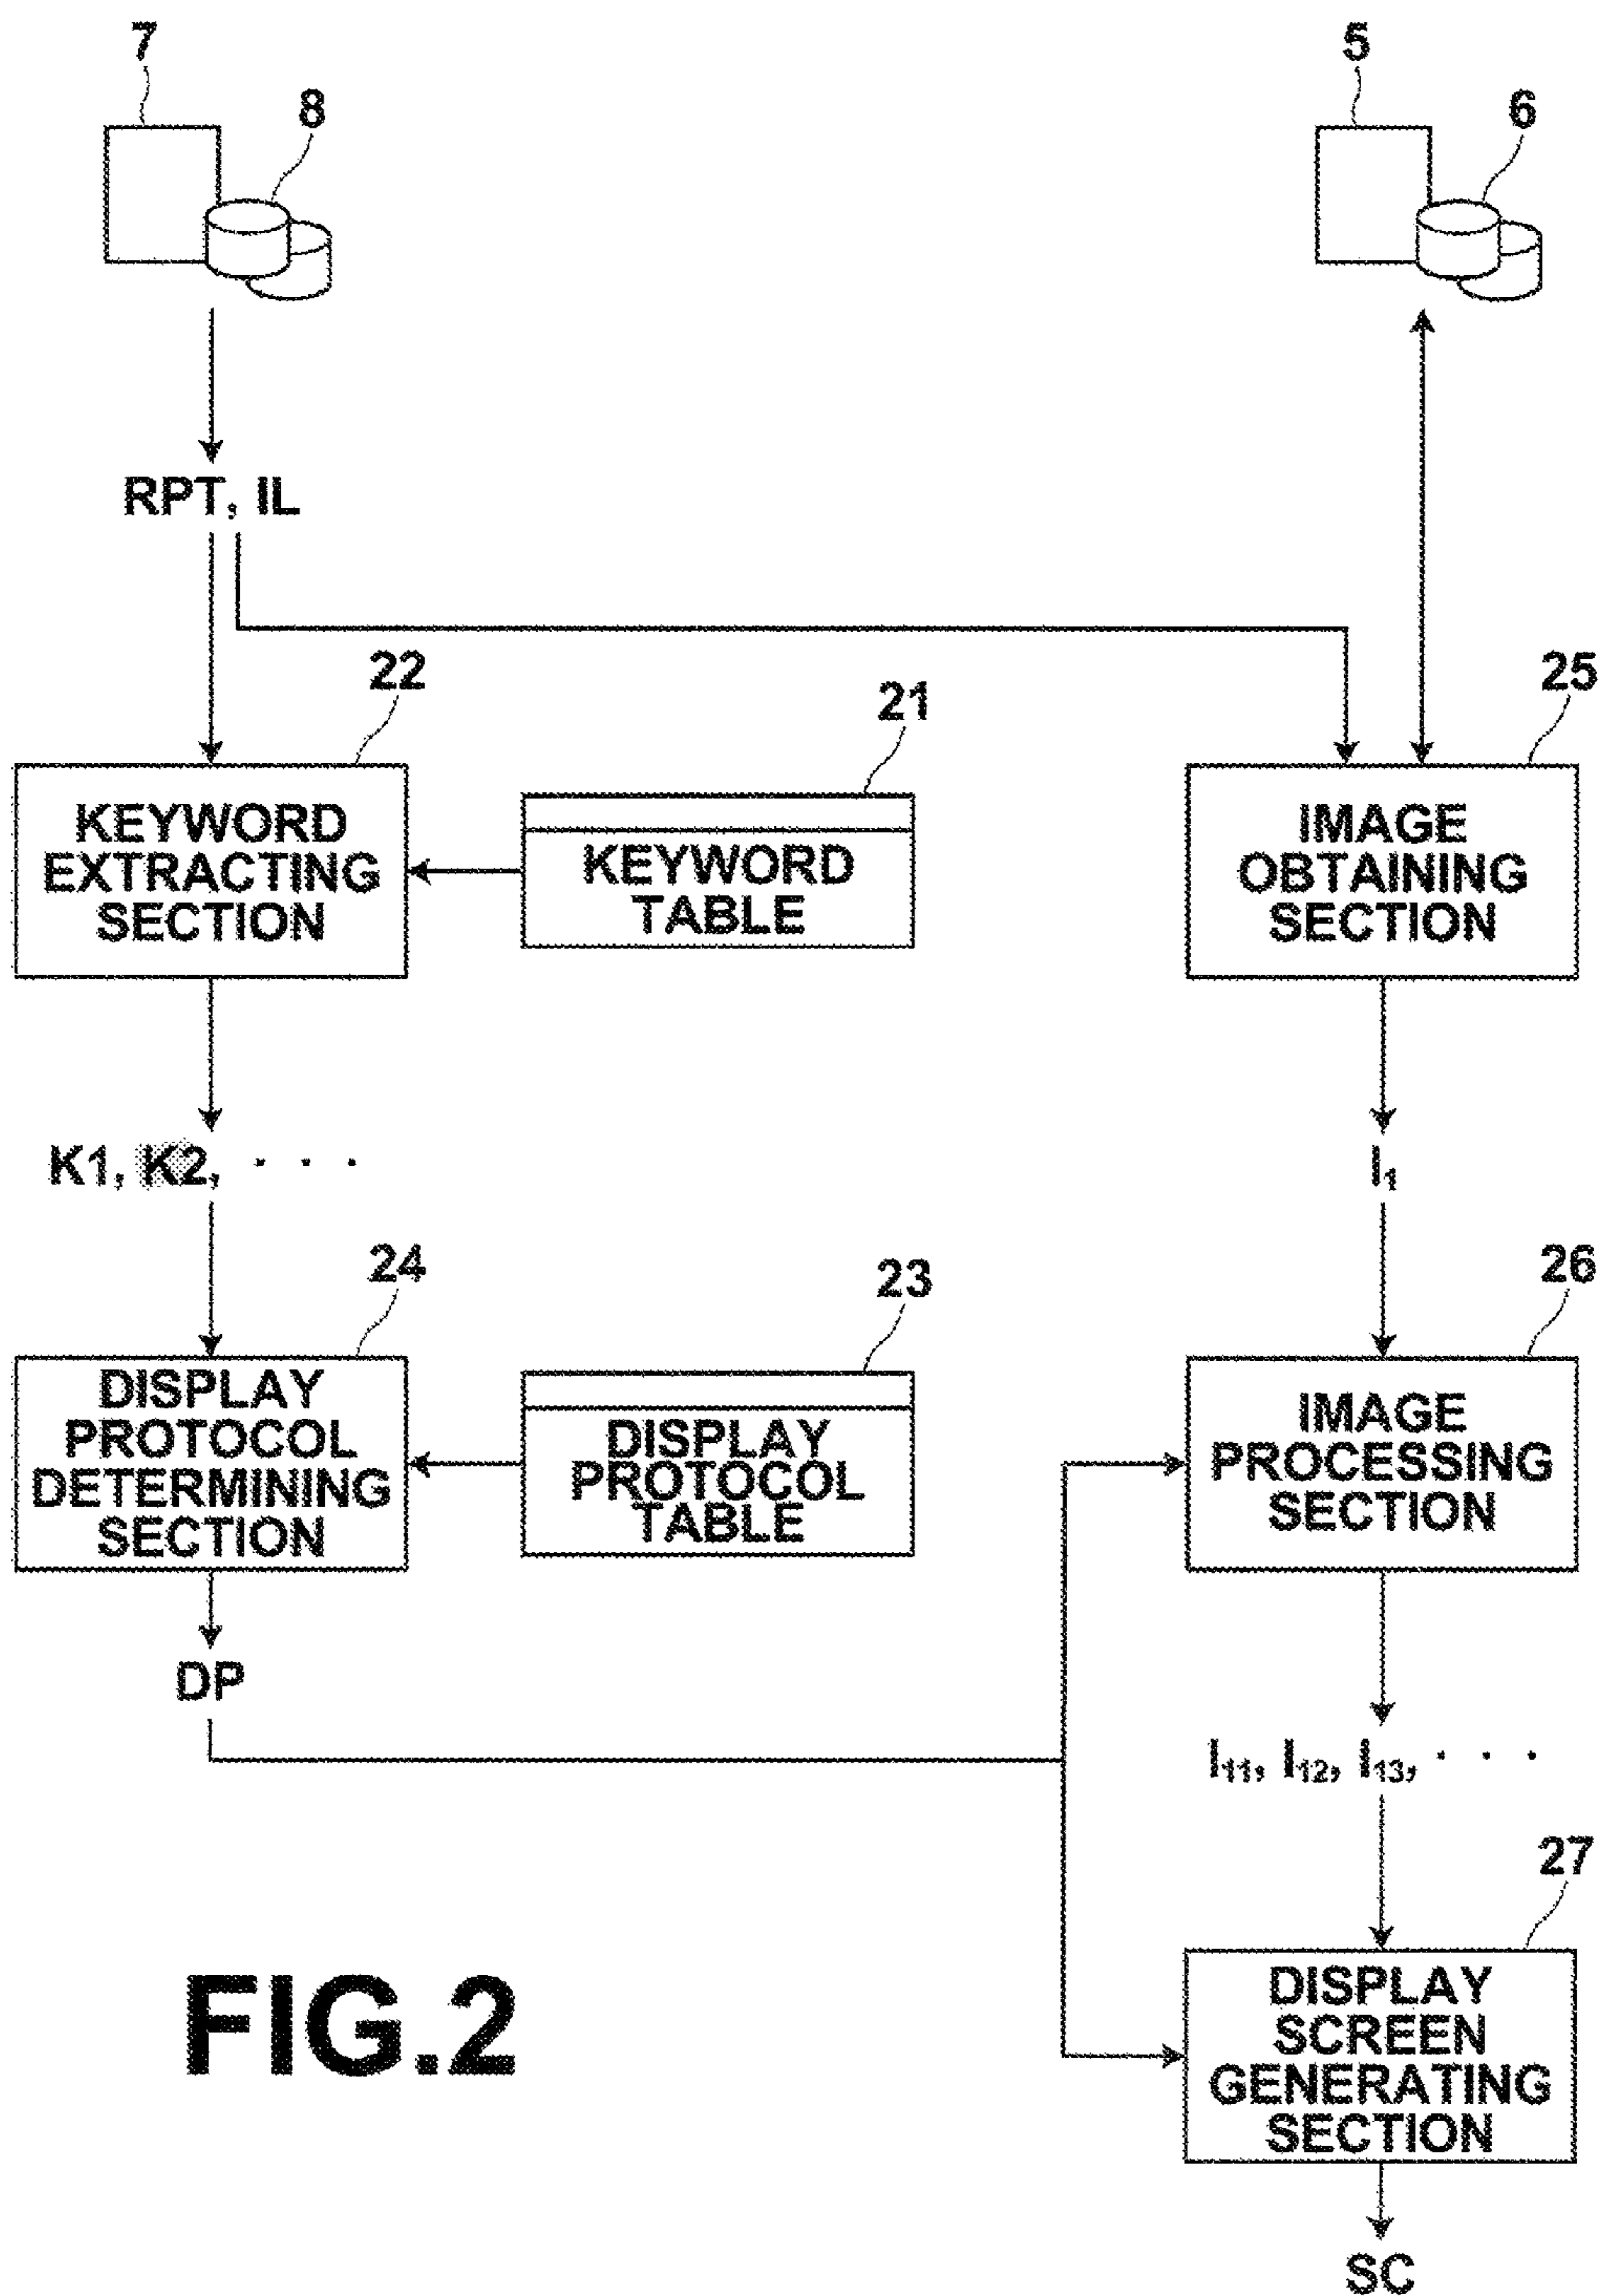 7
8
5
6
RPT, IL
22
21
25
KEYWORD
EXTRACTING
SECTION
KEYWORD
TABLE
IMAGE
OBTAINING
SECTION
K1, K2, · · ·
I₁
24
23
26
DISPLAY
PROTOCOL
DETERMINING
SECTION
DISPLAY
PROTOCOL
TABLE
IMAGE
PROCESSING
SECTION
DP
I₁₁, I₁₂, I₁₃, · · ·
27
DISPLAY
SCREEN
GENERATING
SECTION
FIG.2
SC